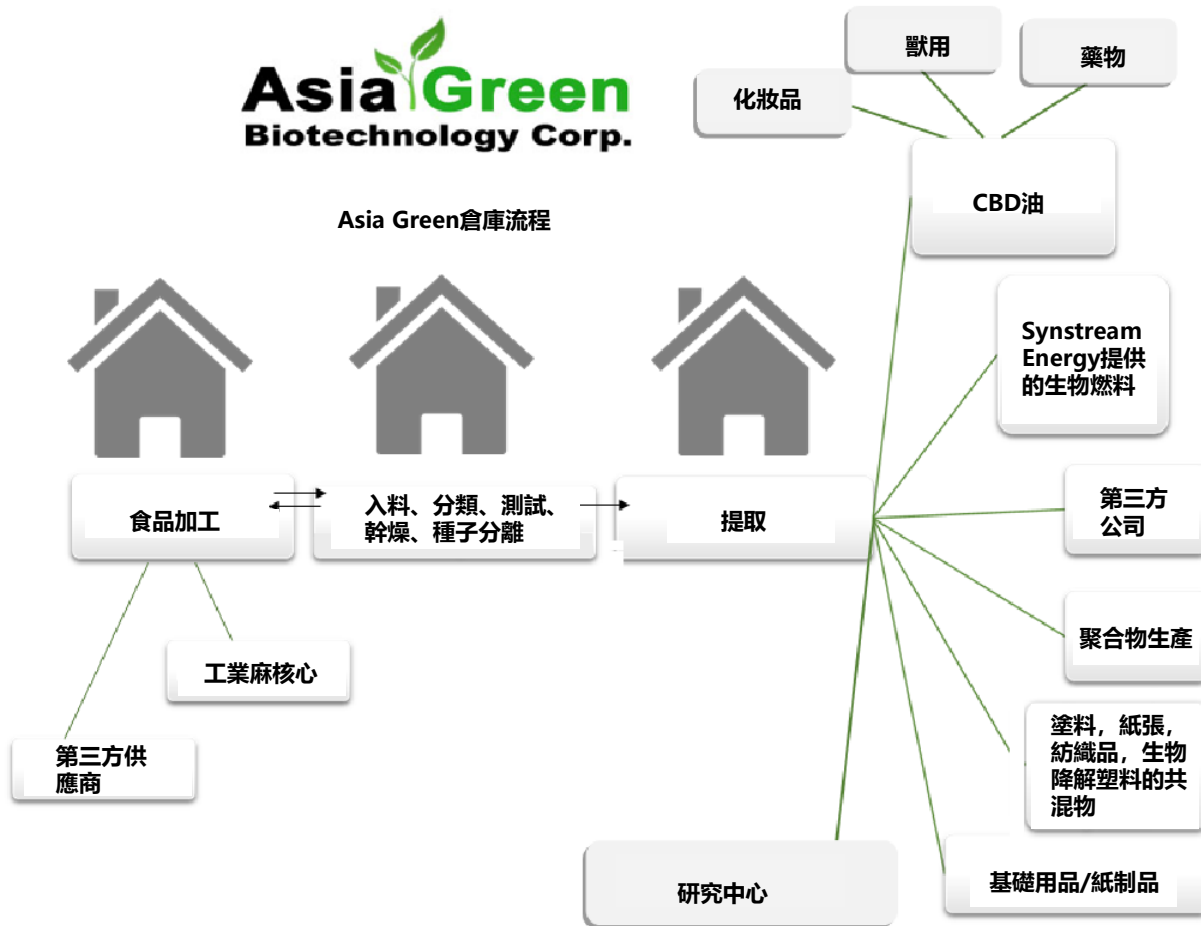 Asia Green
Biotechnology Corp.
獸用
藥物
化妝品
CBD油
Asia Green倉庫流程
Synstream
Energy提供
的生物燃料
食品加工
入料、分類、測試、
幹燥、種子分離
提取
第三方
公司
工業麻核心
聚合物生產
第三方供
應商
塗料，紙張，
紡織品，生物
降解塑料的共
混物
研究中心
基礎用品/紙制品